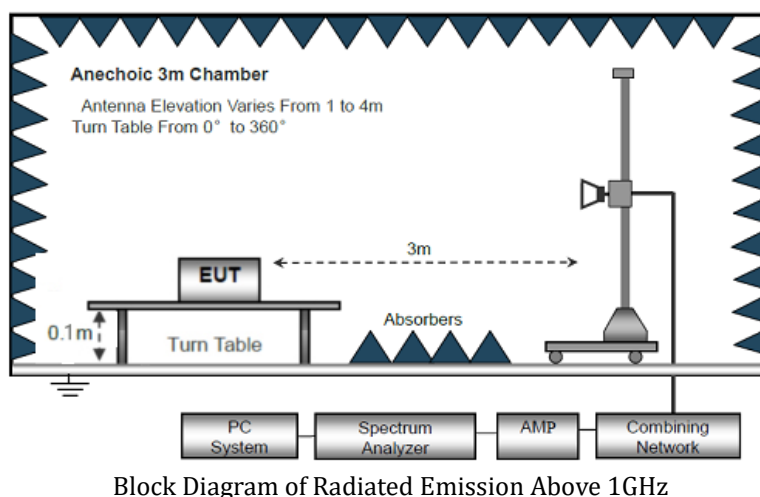 Anechoic 3m Chamber
Antenna Elevation Varies From 1 to 4m
Turn Table From 0° to 360°
3m
EUT
0.1m
Absorbers
Turn Table
PC
System
Spectrum
Analyzer
AMP
Combining
Network
Block Diagram of Radiated Emission Above 1GHz